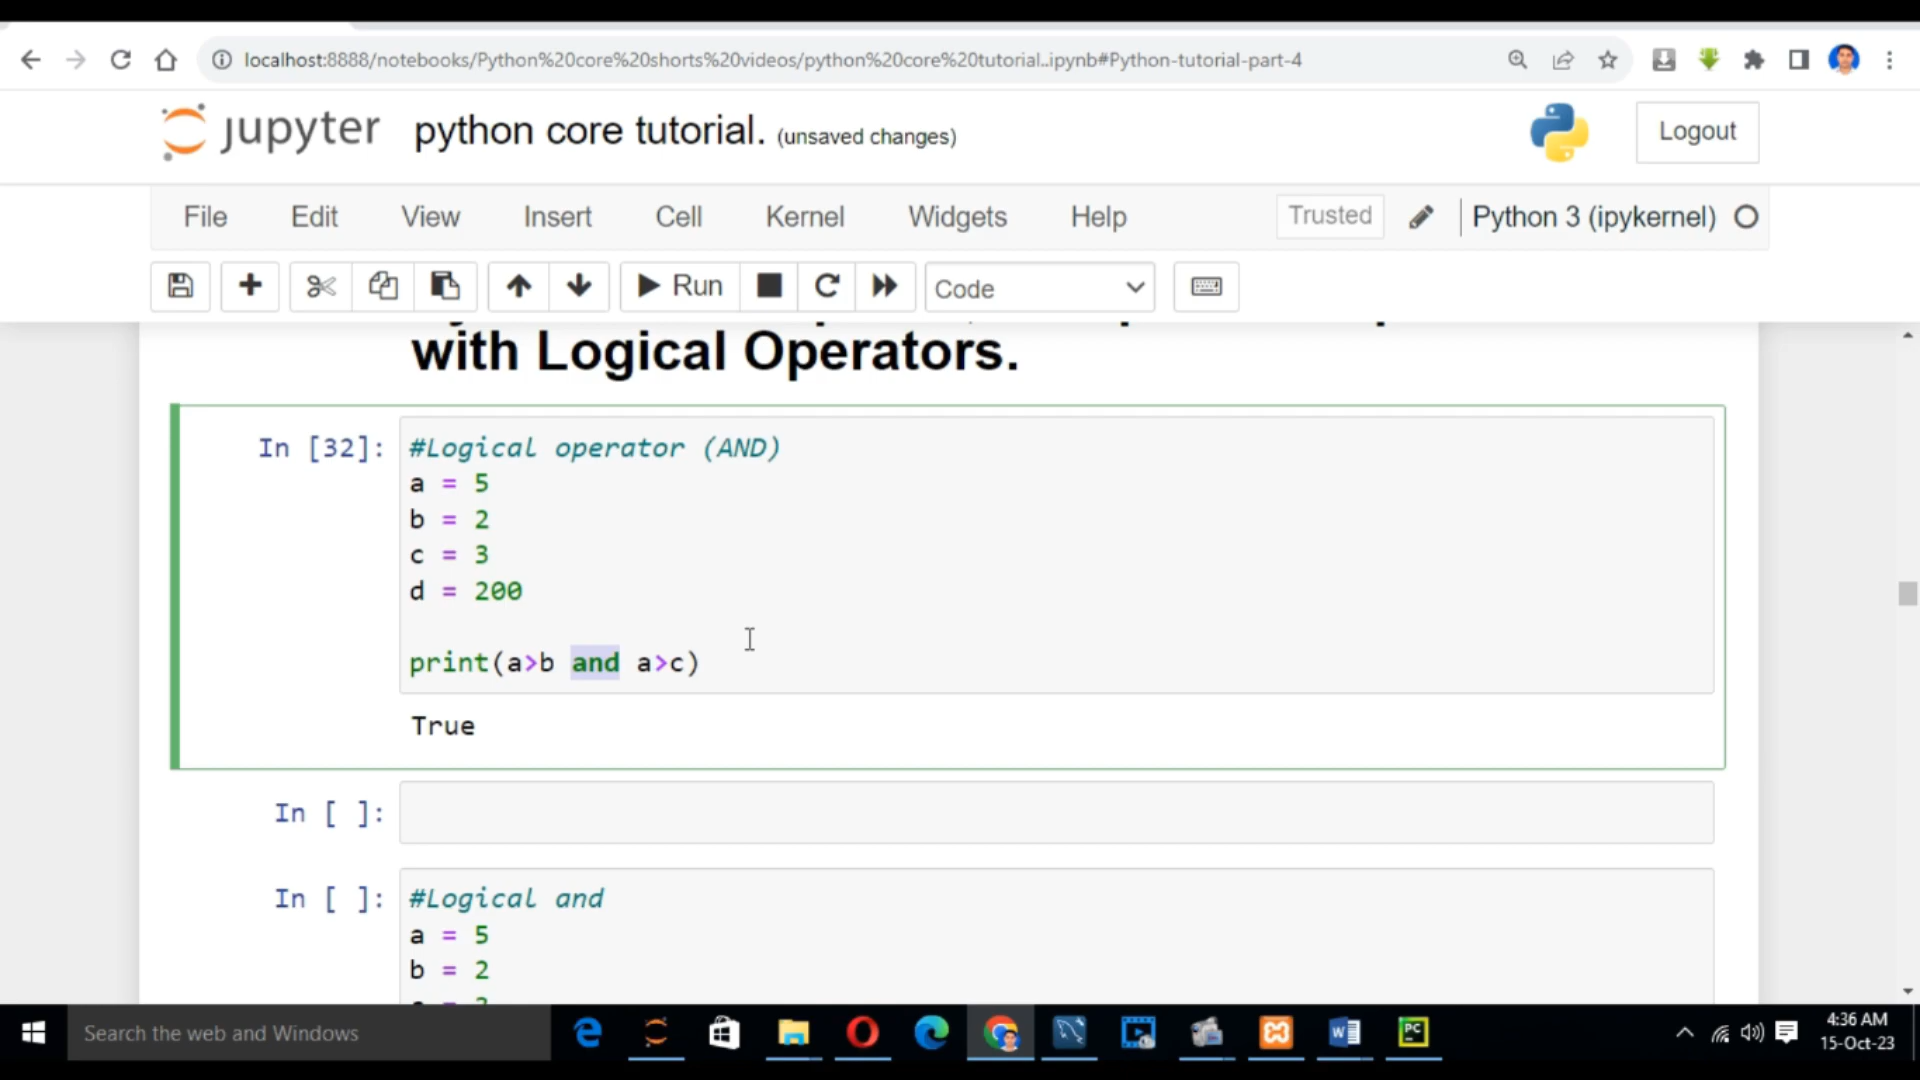 localhost:8888/notebooks/Python%20core%20shorts%20videos/python%20core%20tutorial..ipynb#Python-tutorial-part-4
jupyter python core tutorial. (unsaved changes)
Logout
File Edit View Insert Cell Kernel Widgets Help
Trusted
Python 3 (ipykernel)
Run
Code
with Logical Operators.
In [32]: #Logical operator (AND)
a = 5
b = 2
c = 3
d = 200
print(a>b and a>c)
True
In [ ]:
In [ ]: #Logical and
a = 5
b = 2
Search the web and Windows
PC
4:36 AM
15-Oct-23